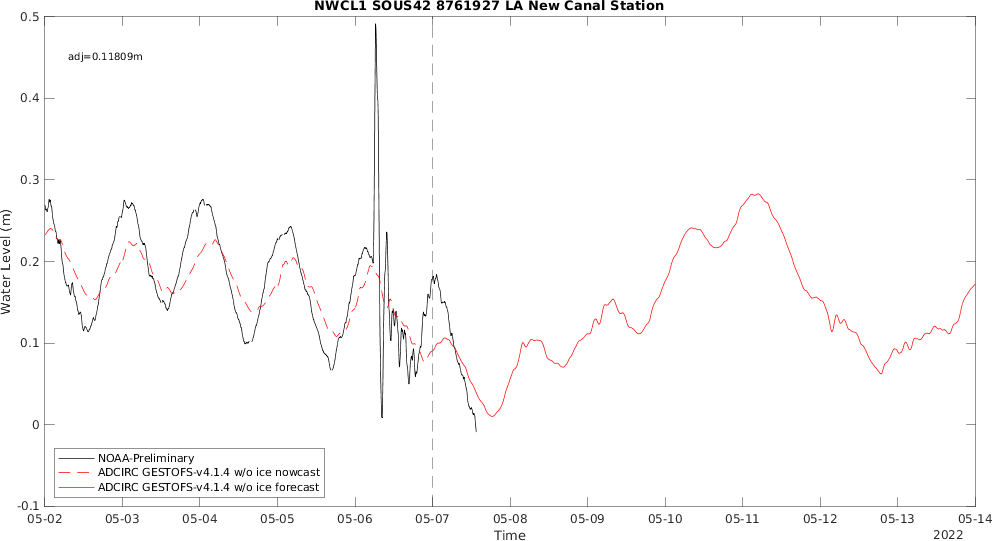 NWCL1 SOUS42 8761927 LA New Canal Station
adj=0.11809m
0.5
0.4
0.3
0.2
0.1
0
-0.1
Water Level (m)
NOAA-Preliminary
ADCIRC GESTOFS-v4.1.4 w/o ice nowcast
ADCIRC GESTOFS-v4.1.4 w/o ice forecast
05-02 05-03 05-04 05-05 05-06 05-07 05-08 05-09 05-10 05-11 05-12 05-13 05-14
Time
2022